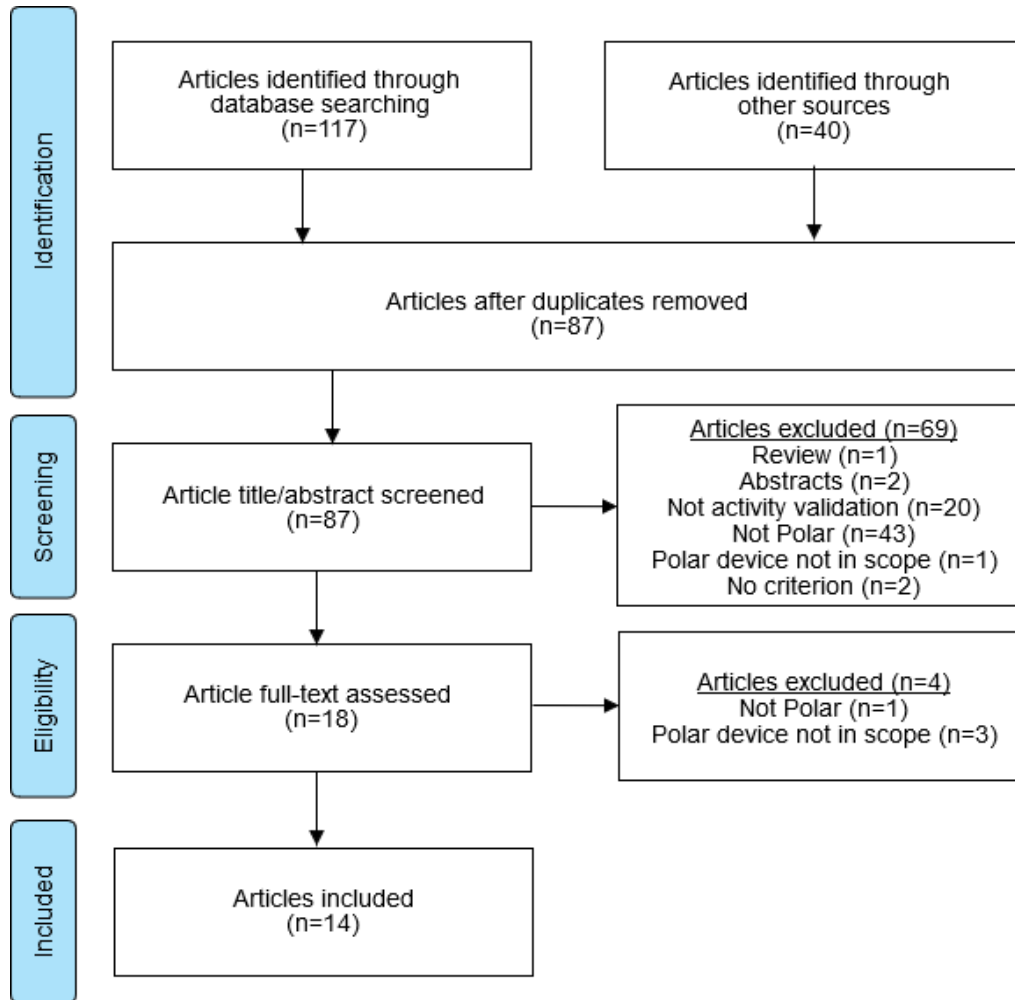 Identification
Articles identified through
database searching
(n=117)
Articles identified through
other sources
(n=40)
Articles after duplicates removed
(n=87)
Screening
Article title/abstract screened
(n=87)
Articles excluded (n=69)
Review (n=1)
Abstracts (n=2)
Not activity validation (n=20)
Not Polar (n=43)
Polar device not in scope (n=1)
No criterion (n=2)
Eligibility
Article full-text assessed
(n=18)
Articles excluded (n=4)
Not Polar (n=1)
Polar device not in scope (n=3)
Included
Articles included
(n=14)